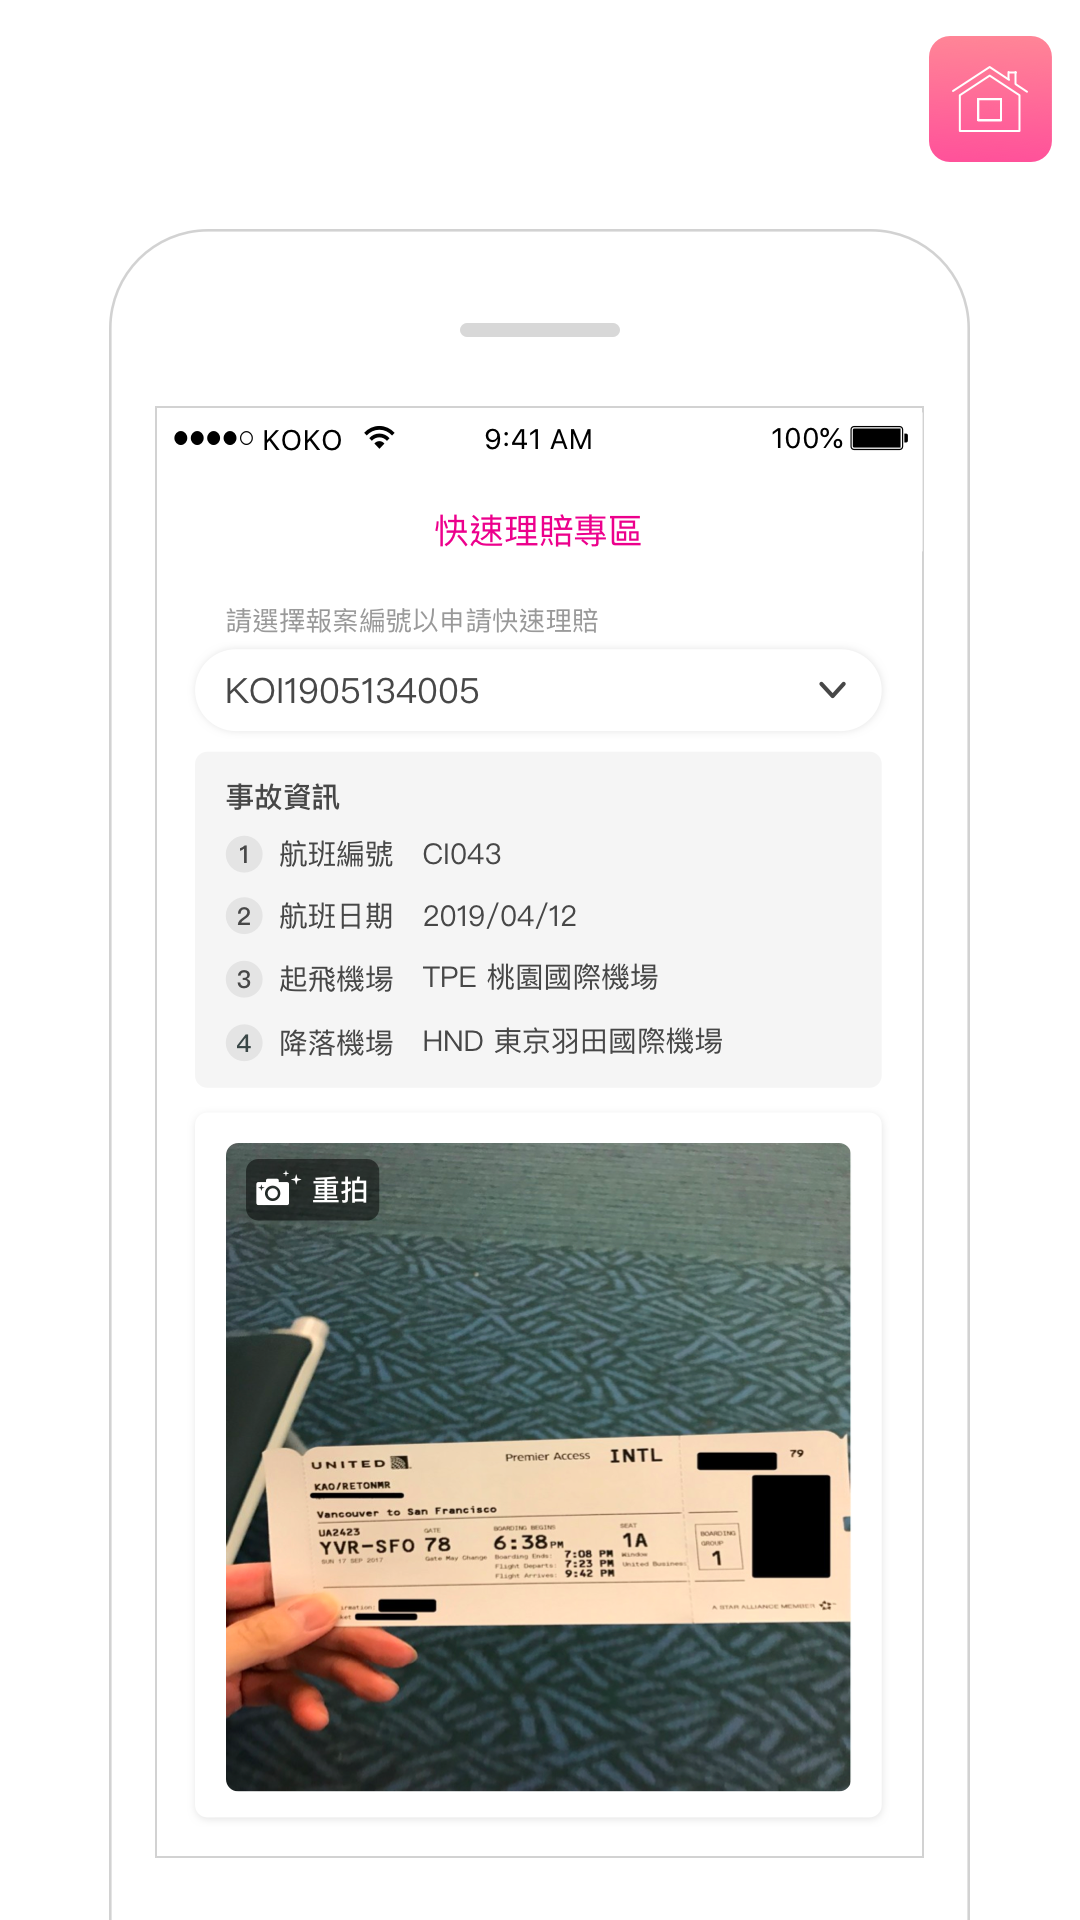 KOKO 9:41 AM 100%
快速理賠專區
請選擇報案編號以申請快速理賠
KOI1905134005
事故資訊
1 航班編號 CI043
2 航班日期 2019/04/12
3 起飛機場 TPE 桃園國際機場
4 降落機場 HND 東京羽田國際機場
重拍
UNITED Premier Access INTL 79
KAO/RETONMR
Vancouver to San Francisco
UA2423 GATE BOARDING BEGINS SEAT BOARDING GROUP
YVR-SFO 78 6:38PM 1A 1
SUN 17 SEP 2017 Gate May Change Boarding Ends: 7:08 PM Window
Flight Departs: 7:23 PM United Business
Flight Arrives: 9:42 PM
A STAR ALLIANCE MEMBER